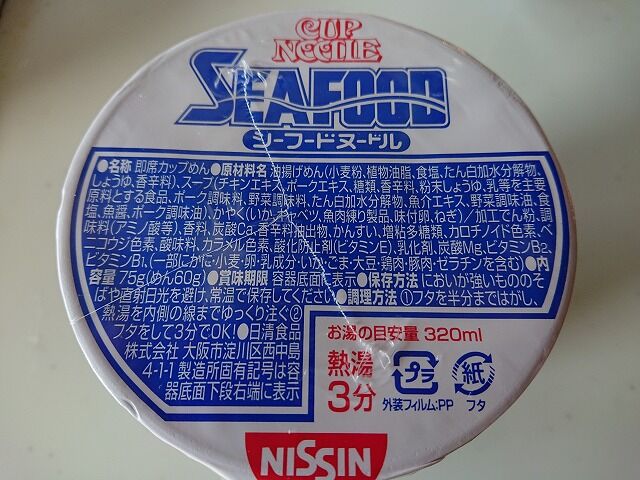 CUP
NOODLE
SEAFOOD
シーフードヌードル
●名称 即席カップめん●原材料名 油揚げめん(小麦粉、植物油脂、食塩、たん白加水分解物、
しょうゆ、香辛料)、スープ(チキンエキス、ポークエキス、糖類、香辛料、粉末しょうゆ、乳等を主要
原料とする食品、ポーク調味料、野菜調味料、たん白加水分解物、魚介エキス、野菜調味油、食
塩、魚醤、ポーク調味油)、かやく(いか、キャベツ、魚肉練り製品、味付卵、ねぎ)/加工でん粉、調
味料(アミノ酸等)、香料、炭酸Ca、香辛料抽出物、かんすい、増粘多糖類、カロチノイド色素、ベ
ニコウジ色素、酸味料、カラメル色素、酸化防止剤(ビタミンE)、乳化剤、炭酸Mg、ビタミンB2、
ビタミンB1、(一部にかに・小麦・卵・乳成分・いか・ごま・大豆・鶏肉・豚肉・ゼラチンを含む)●内
容量 75g(めん60g)●賞味期限 容器底面に表示●保存方法 においが強いもののそ
ばや直射日光を避け、常温で保存してください●調理方法 ①フタを半分まではがし、
熱湯を内側の線までゆっくり注ぐ②
フタをして3分でOK!●日清食品
株式会社 大阪市淀川区西中島
4-1-1 製造所固有記号は容
器底面下段右端に表示
お湯の目安量 320ml
熱湯
3分
プラ
外装フィルム:PP
紙
フタ
NISSIN